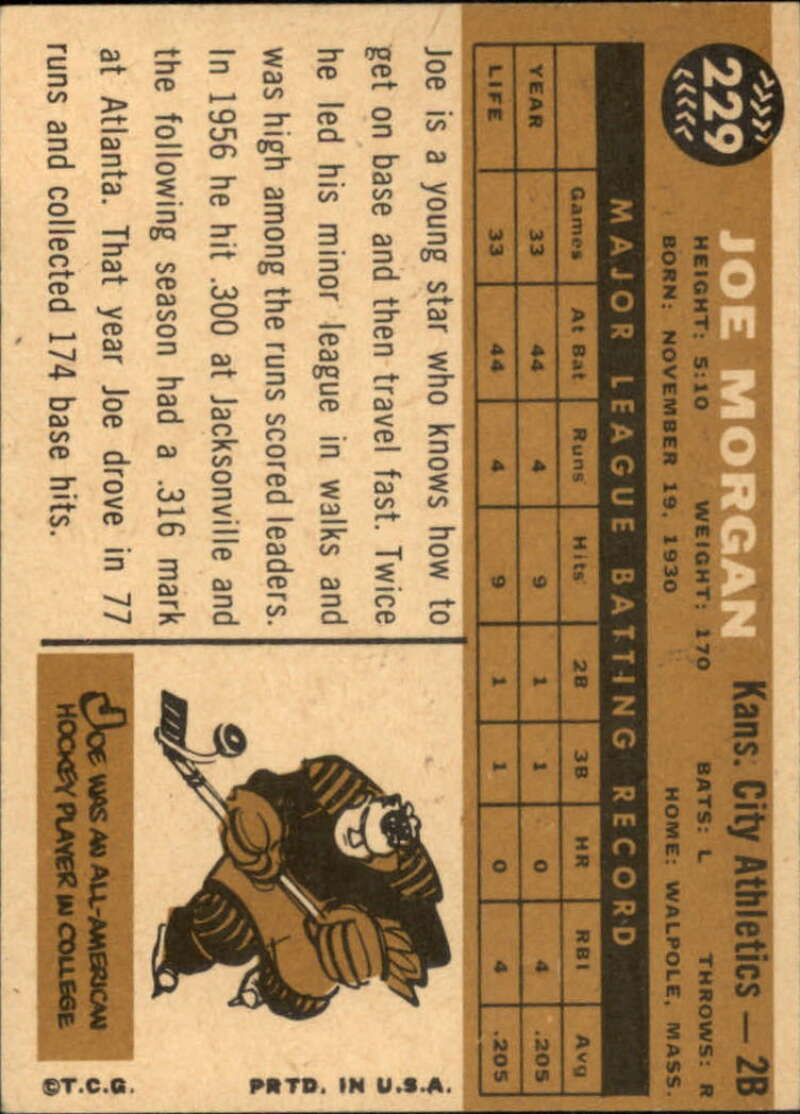 229
JOE MORGAN Kans. City Athletics — 2B
HEIGHT: 5:10 WEIGHT: 170 BATS: L THROWS: R
BORN: NOVEMBER 19, 1930 HOME: WALPOLE, MASS.
MAJOR LEAGUE BATTING RECORD
Games At Bat Runs Hits 2B 3B HR RBI Avg
YEAR 33 44 4 9 1 1 0 4 .205
LIFE 33 44 4 9 1 1 0 4 .205
Joe is a young star who knows how to
get on base and then travel fast. Twice
he led his minor league in walks and
was high among the runs scored leaders.
In 1956 he hit .300 at Jacksonville and
the following season had a .316 mark
at Atlanta. That year Joe drove in 77
runs and collected 174 base hits.
JOE WAS AN ALL-AMERICAN
HOCKEY PLAYER IN COLLEGE
©T.C.G. PRTD. IN U.S.A.